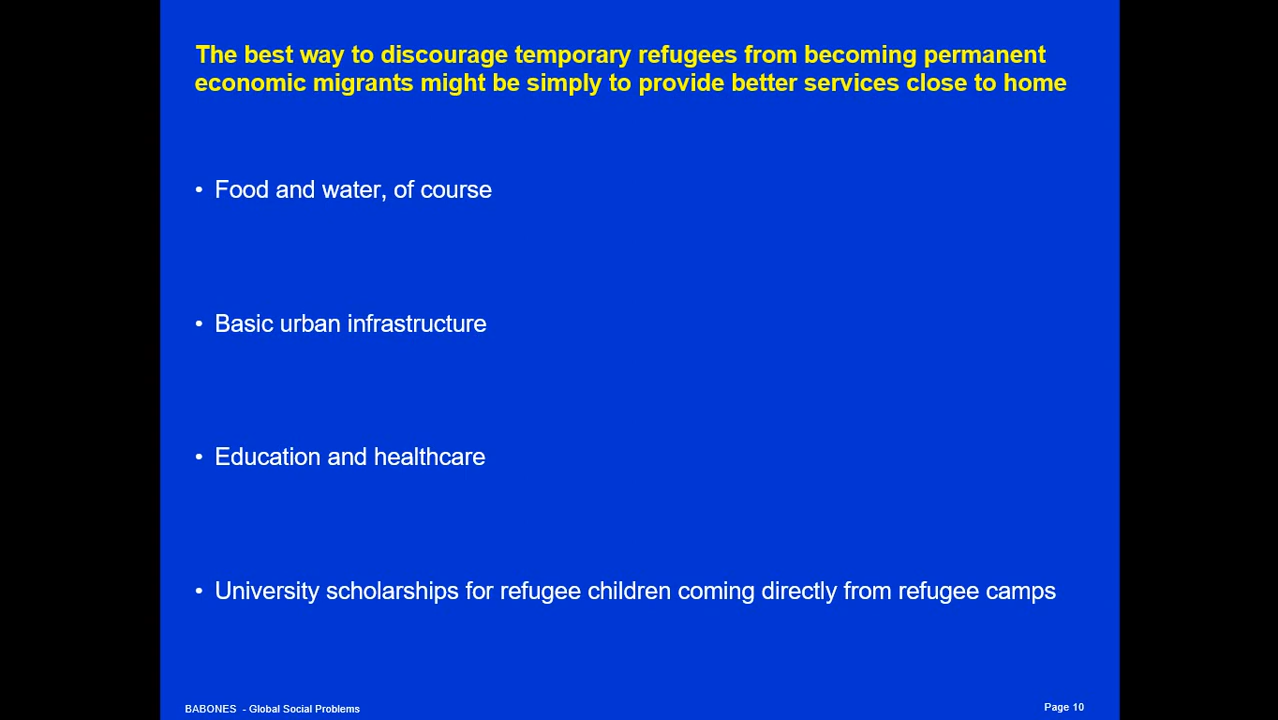 The best way to discourage temporary refugees from becoming permanent
economic migrants might be simply to provide better services close to home
• Food and water, of course
• Basic urban infrastructure
• Education and healthcare
• University scholarships for refugee children coming directly from refugee camps
BABONES - Global Social Problems
Page 10